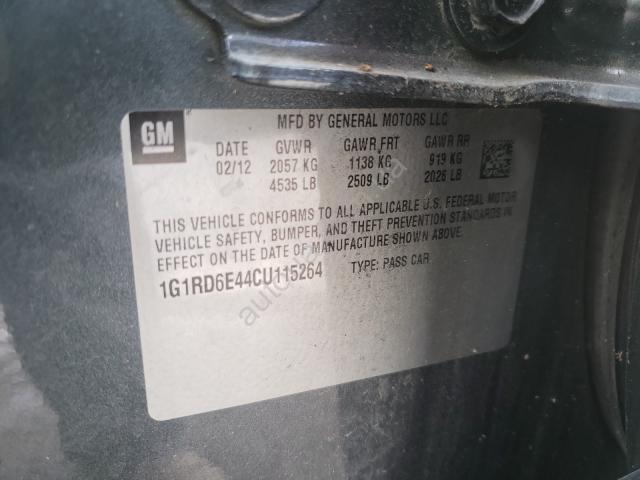 MFD BY GENERAL MOTORS LLC
GM
DATE GVWR GAWR FRT GAWR RR
02/12 2057 KG 1138 KG 919 KG
4535 LB 2509 LB 2026 LB
THIS VEHICLE CONFORMS TO ALL APPLICABLE U.S. FEDERAL MOTOR
VEHICLE SAFETY, BUMPER, AND THEFT PREVENTION STANDARDS IN
EFFECT ON THE DATE OF MANUFACTURE SHOWN ABOVE.
1G1RD6E44CU115264 TYPE: PASS CAR